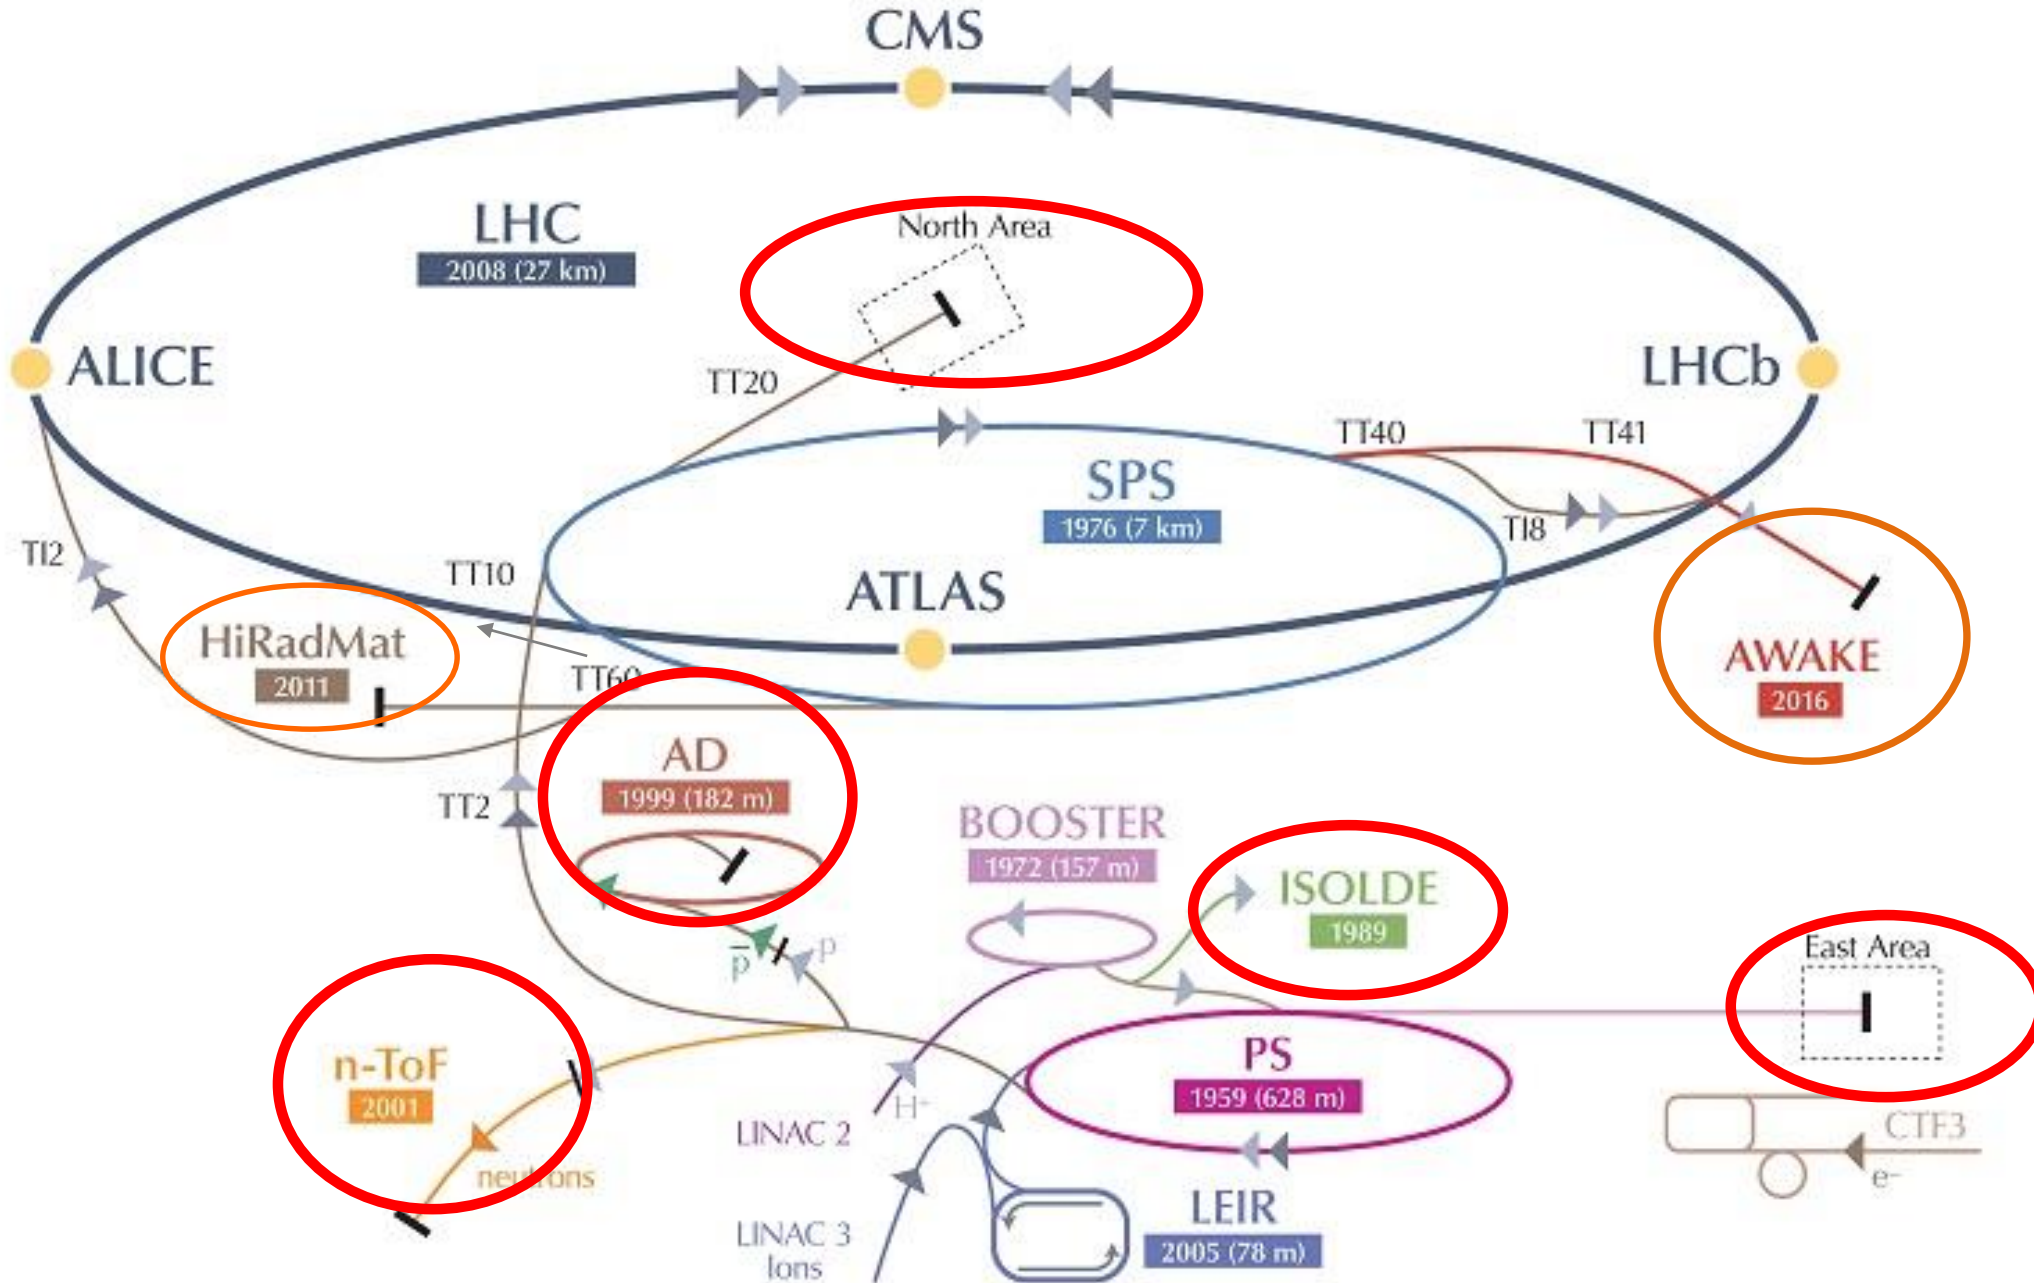 CMS
LHC
2008 (27 km)
North Area
ALICE
TT20
LHCb
TT40
TT41
SPS
1976 (7 km)
TI8
TI2
TT10
ATLAS
HiRadMat
2011
TT60
AWAKE
2016
AD
1999 (182 m)
TT2
BOOSTER
1972 (157 m)
ISOLDE
1989
East Area
p̅
p
n-ToF
2001
neutrons
PS
1959 (628 m)
H⁺
LINAC 2
CTF3
e⁻
LEIR
2005 (78 m)
LINAC 3
Ions